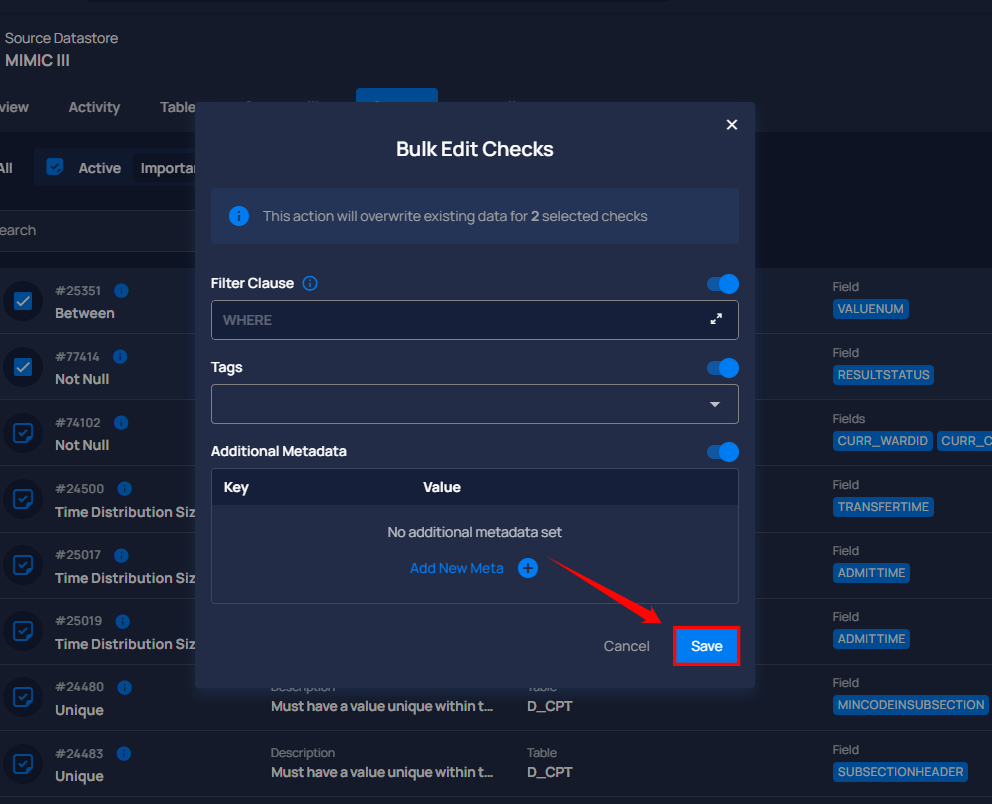 Source Datastore
MIMIC III
view Activity Table
All Active Importa
earch
Bulk Edit Checks
This action will overwrite existing data for 2 selected checks
Filter Clause
WHERE
Tags
Additional Metadata
Key Value
No additional metadata set
Add New Meta
Cancel Save
#25351
Between
Field
VALUENUM
#77414
Not Null
Field
RESULTSTATUS
#74102
Not Null
Fields
CURR_WARDID CURR_C
#24500
Time Distribution Siz
Field
TRANSFERTIME
#25017
Time Distribution Siz
Field
ADMITTIME
#25019
Time Distribution Siz
Field
ADMITTIME
#24480
Unique
Description
Must have a value unique within t...
Table
D_CPT
Field
MINCODEINSUBSECTION
#24483
Unique
Description
Must have a value unique within t...
Table
D_CPT
Field
SUBSECTIONHEADER